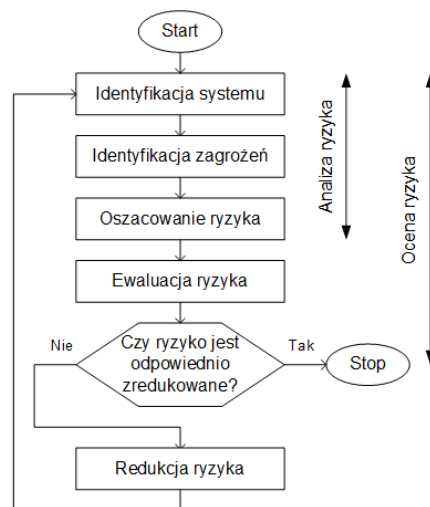 Start
Identyfikacja systemu
Identyfikacja zagrożeń
Oszacowanie ryzyka
Ewaluacja ryzyka
Czy ryzyko jest
odpowiednio
zredukowane?
Nie
Tak
Stop
Redukcja ryzyka
Analiza ryzyka
Ocena ryzyka